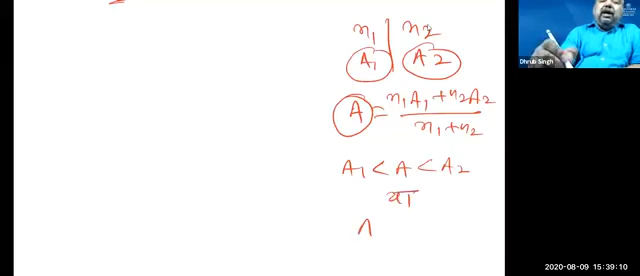 n1 | n2
A1 | A2
A = n1A1 + n2A2 / n1 + n2
A1 < A < A2
या
Λ
Dhrub Singh
2020-08-09 15:39:10